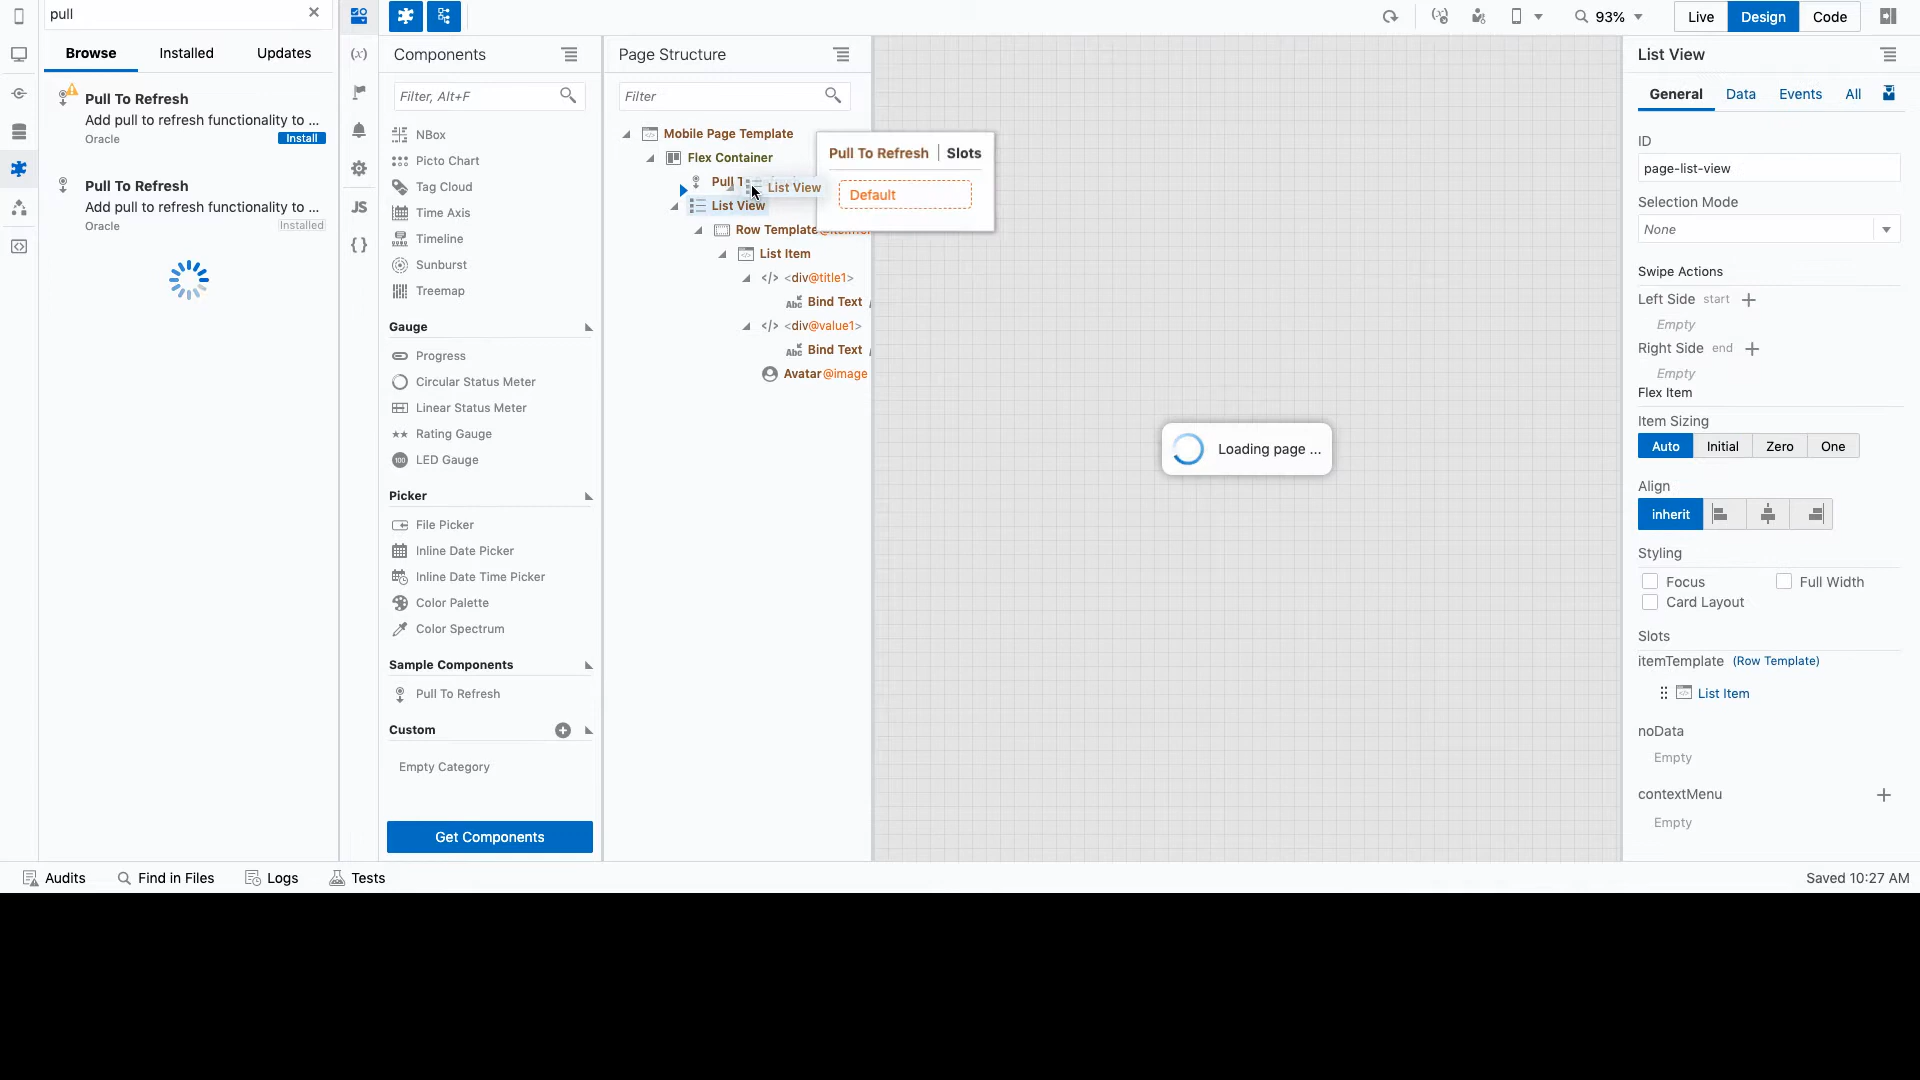 pull
Browse
Installed
Updates
Pull To Refresh
Add pull to refresh functionality to ...
Oracle
Install
Pull To Refresh
Add pull to refresh functionality to ...
Oracle
Installed
(x)
JS
{ }
Components
Filter, Alt+F
NBox
Picto Chart
Tag Cloud
Time Axis
Timeline
Sunburst
Treemap
Gauge
Progress
Circular Status Meter
Linear Status Meter
Rating Gauge
LED Gauge
Picker
File Picker
Inline Date Picker
Inline Date Time Picker
Color Palette
Color Spectrum
Sample Components
Pull To Refresh
Custom
Empty Category
Get Components
Page Structure
Filter
Mobile Page Template
Flex Container
Pull
List View
List View
Row Template
List Item
<div@title1>
Bind Text
<div@value1>
Bind Text
Avatar@image
Pull To Refresh | Slots
Default
93%
Live
Design
Code
Loading page ...
List View
General
Data
Events
All
ID
page-list-view
Selection Mode
None
Swipe Actions
Left Side start
Empty
Right Side end
Empty
Flex Item
Item Sizing
Auto
Initial
Zero
One
Align
inherit
Styling
Focus
Full Width
Card Layout
Slots
itemTemplate (Row Template)
List Item
noData
Empty
contextMenu
Empty
Audits
Find in Files
Logs
Tests
Saved 10:27 AM